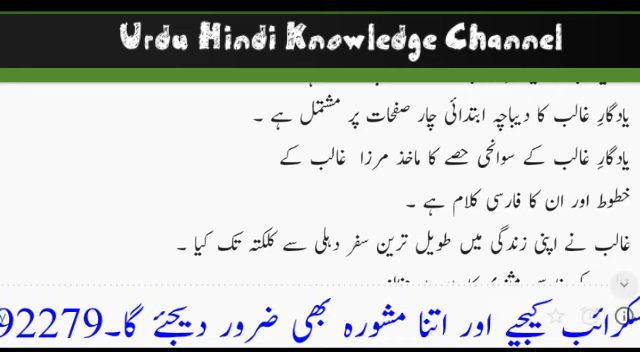 Urdu Hindi Knowledge Channel
یادگارِ غالب کا دیباچہ ابتدائی چار صفحات پر مشتمل ہے ۔
یادگارِ غالب کے سوانحی حصے کا ماخذ مرزا غالب کے
خطوط اور ان کا فارسی کلام ہے ۔
غالب نے اپنی زندگی میں طویل ترین سفر دہلی سے کلکتہ تک کیا ۔
کیجیے اور اتنا مشورہ بھی ضرور دیجئے گا۔92279